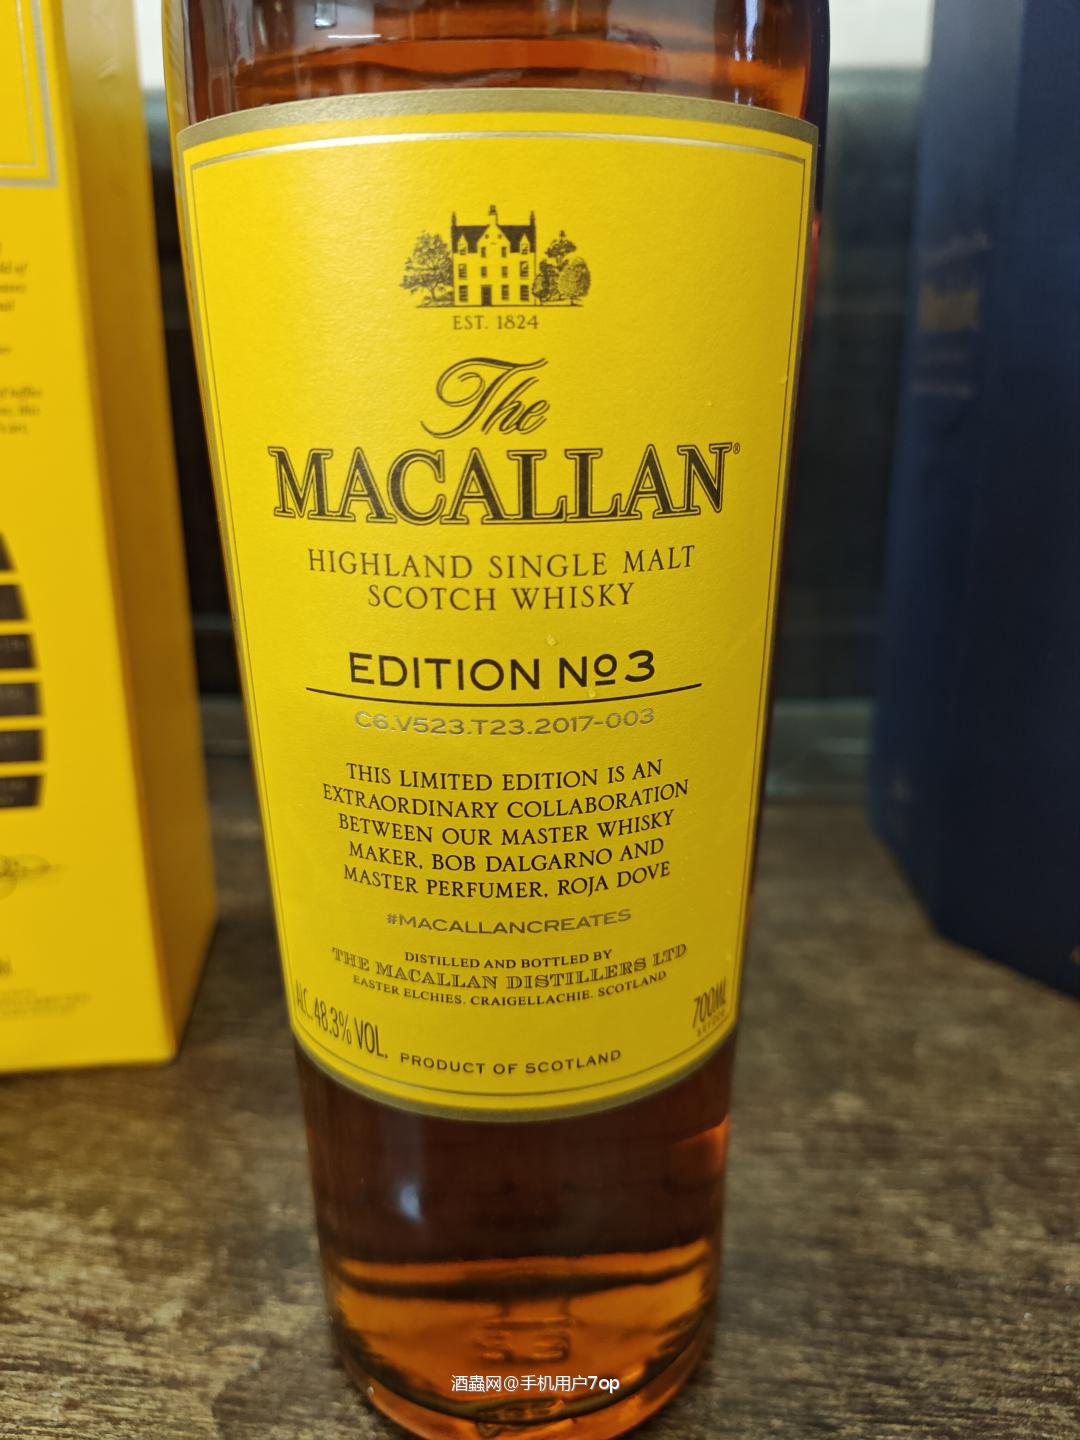 EST. 1824
The
MACALLAN®
HIGHLAND SINGLE MALT
SCOTCH WHISKY
EDITION Nº3
C6.V523.T23.2017-003
THIS LIMITED EDITION IS AN
EXTRAORDINARY COLLABORATION
BETWEEN OUR MASTER WHISKY
MAKER, BOB DALGARNO AND
MASTER PERFUMER, ROJA DOVE
#MACALLANCREATES
DISTILLED AND BOTTLED BY
THE MACALLAN DISTILLERS LTD
EASTER ELCHIES, CRAIGELLACHIE, SCOTLAND
ALC. 48.3% VOL.
700ML
PRODUCT OF SCOTLAND
酒蟲网@手机用户7op